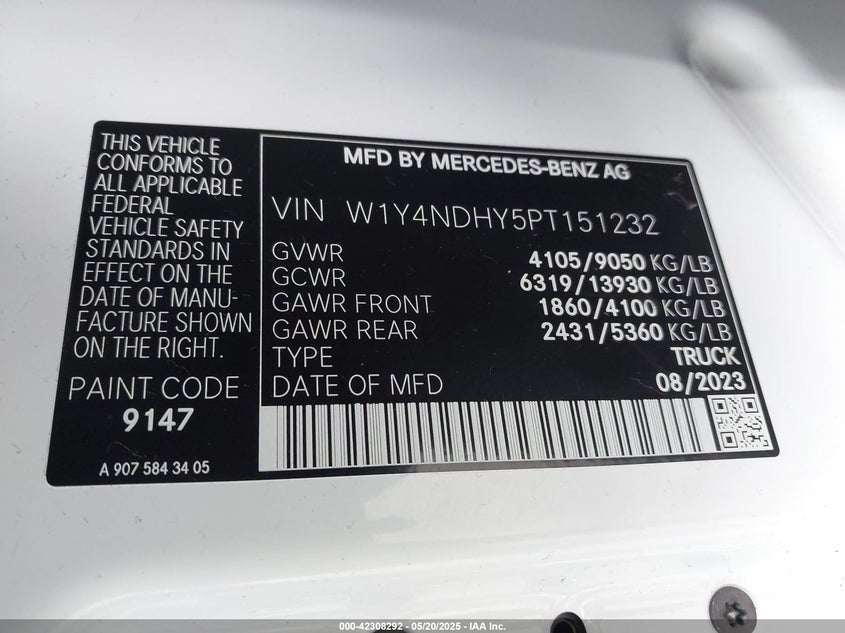 THIS VEHICLE
CONFORMS TO
ALL APPLICABLE
FEDERAL
VEHICLE SAFETY
STANDARDS IN
EFFECT ON THE
DATE OF MANU-
FACTURE SHOWN
ON THE RIGHT.
PAINT CODE
9147
A 907 584 34 05
MFD BY MERCEDES-BENZ AG
VIN W1Y4NDHY5PT151232
GVWR 4105/9050 KG/LB
GCWR 6319/13930 KG/LB
GAWR FRONT 1860/4100 KG/LB
GAWR REAR 2431/5360 KG/LB
TYPE TRUCK
DATE OF MFD 08/2023
000-42308292 - 05/20/2025 - IAA Inc.